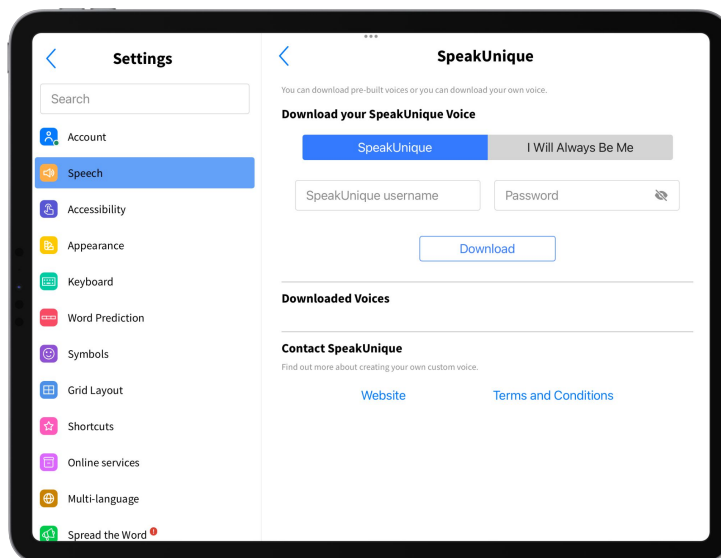 Settings
Search
Account
Speech
Accessibility
Appearance
Keyboard
Word Prediction
Symbols
Grid Layout
Shortcuts
Online services
Multi-language
Spread the Word
SpeakUnique
You can download pre-built voices or you can download your own voice.
Download your SpeakUnique Voice
SpeakUnique I Will Always Be Me
SpeakUnique username Password
Download
Downloaded Voices
Contact SpeakUnique
Find out more about creating your own custom voice.
Website Terms and Conditions